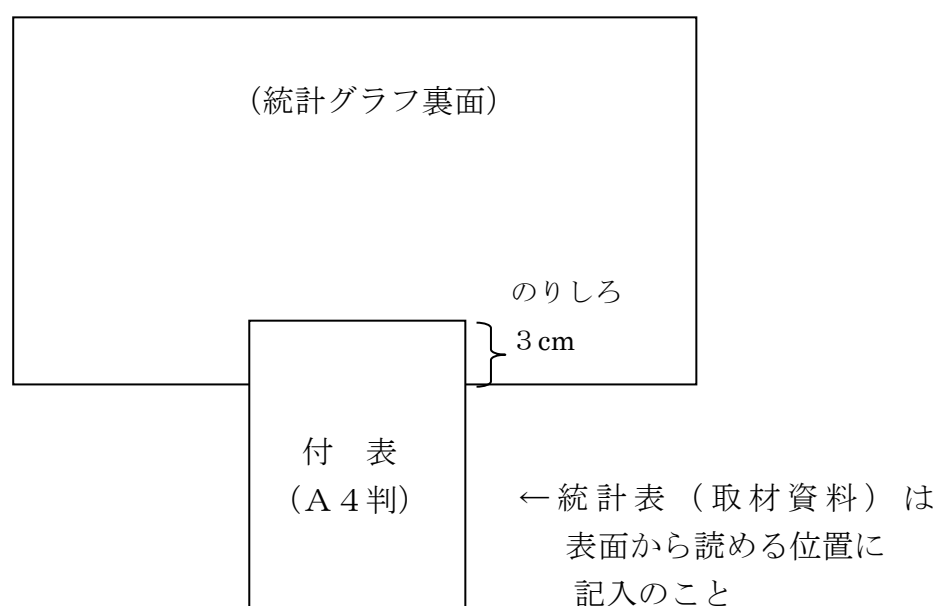 （統計グラフ裏面）
のりしろ
３cm
付　表
（Ａ４判）
←統計表（取材資料）は
表面から読める位置に
記入のこと